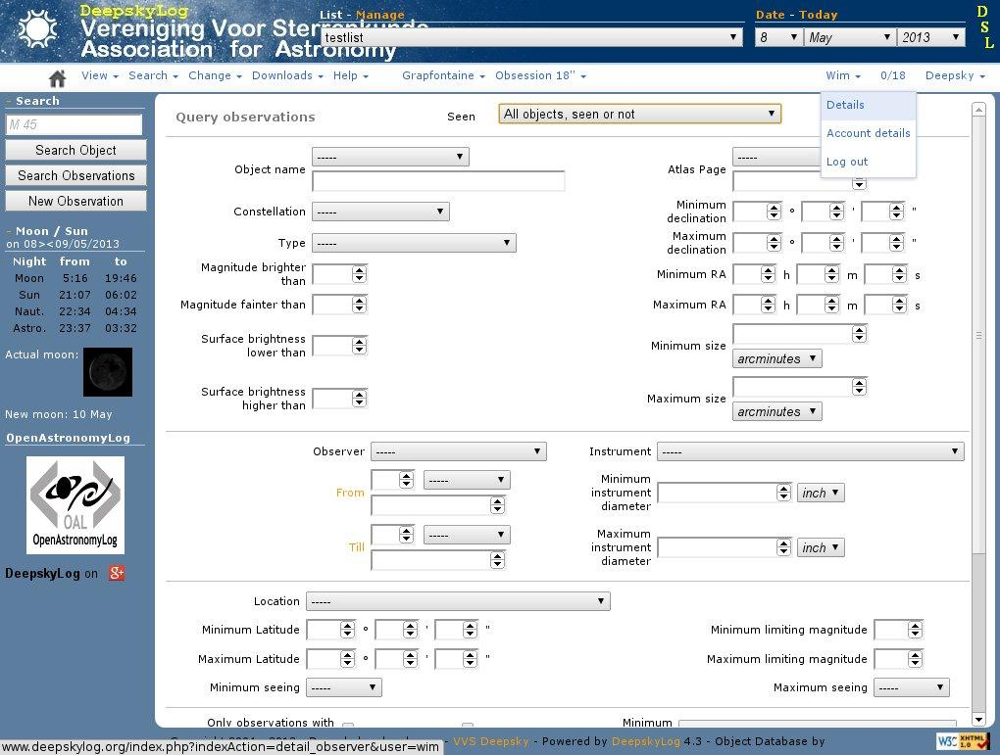 DeepskyLog
Vereniging Voor Sterrenkunde
Association for Astronomy
List - Manage
testlist
Date - Today
8 May 2013
D
S
L
View Search Change Downloads Help Grapfontaine Obsession 18" Wim 0/18 Deepsky
Details
Account details
Log out
- Search
M 45
Search Object
Search Observations
New Observation
- Moon / Sun
on 08><09/05/2013
Night from to
Moon 5:16 19:46
Sun 21:07 06:02
Naut. 22:34 04:34
Astro. 23:37 03:32
Actual moon:
New moon: 10 May
OpenAstronomyLog
OAL
OpenAstronomyLog
DeepskyLog on g+
Query observations
Seen All objects, seen or not
Object name -----
Atlas Page -----
Constellation -----
Minimum
declination ° ' "
Type -----
Maximum
declination ° ' "
Magnitude brighter
than
Minimum RA h m s
Magnitude fainter than
Maximum RA h m s
Surface brightness
lower than
Minimum size
arcminutes
Surface brightness
higher than
Maximum size
arcminutes
Observer -----
Instrument -----
From -----
Minimum
instrument
diameter inch
Till -----
Maximum
instrument
diameter inch
Location -----
Minimum Latitude ° ' "
Minimum limiting magnitude
Maximum Latitude ° ' "
Maximum limiting magnitude
Minimum seeing -----
Maximum seeing -----
Only observations with
Minimum
VVS Deepsky - Powered by DeepskyLog 4.3 - Object Database by
W3C XHTML 1.0
www.deepskylog.org/index.php?indexAction=detail_observer&user=wim